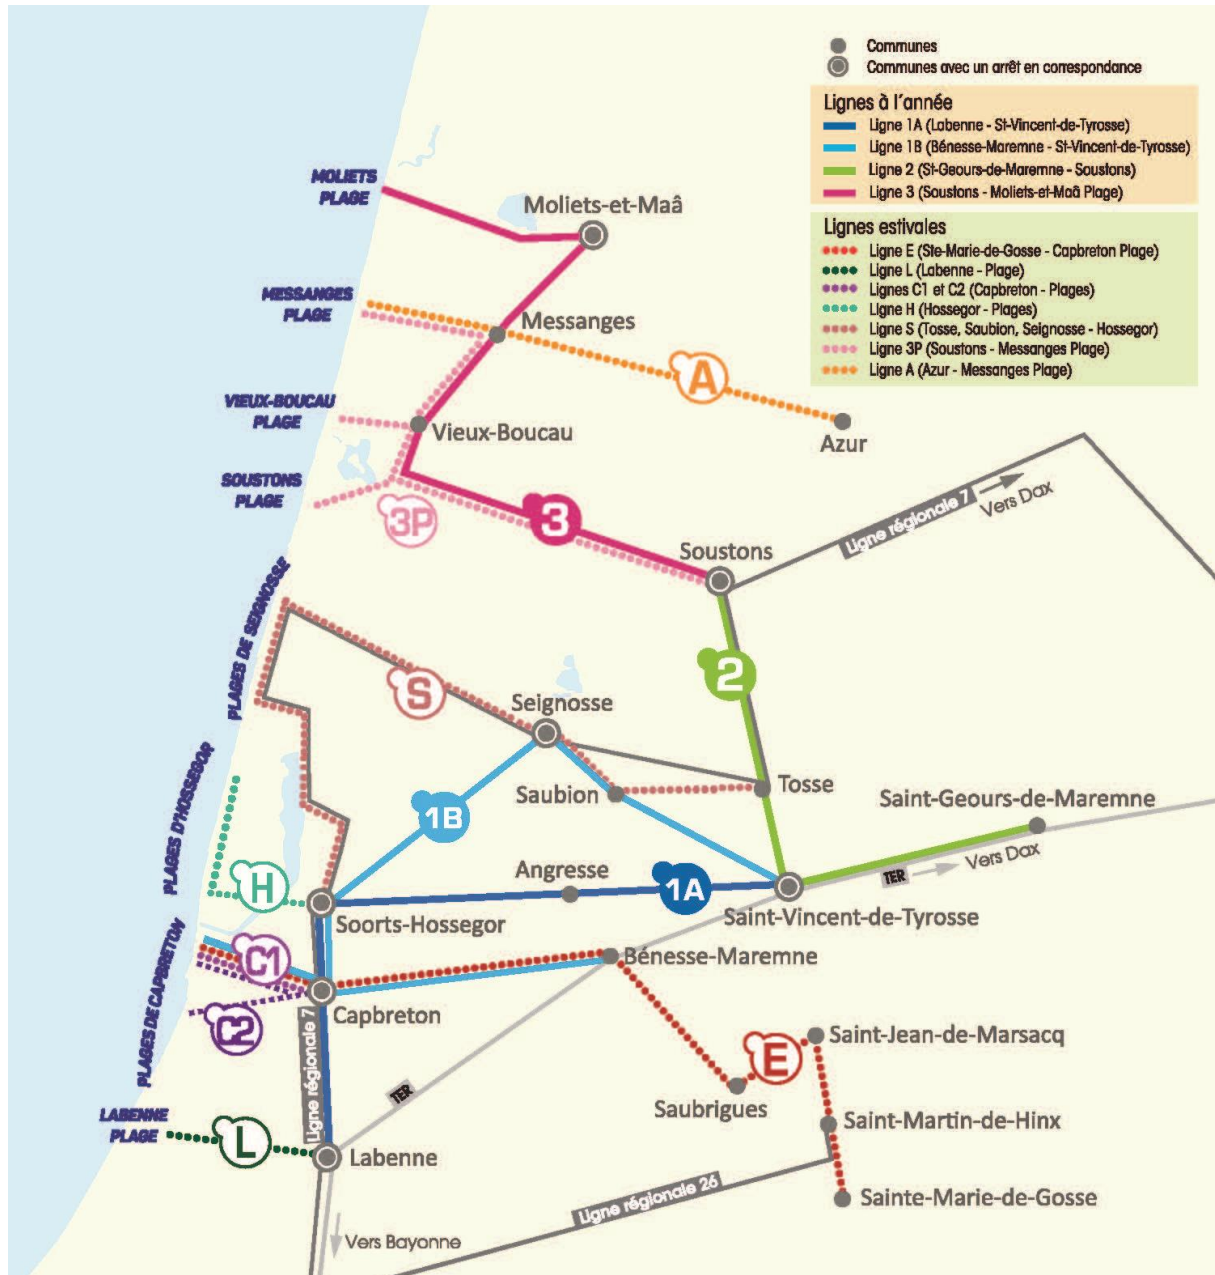 Communes
Communes avec un arrêt en correspondance
Lignes à l'année
Ligne 1A (Labenne - St-Vincent-de-Tyrosse)
Ligne 1B (Bénesse-Maremne - St-Vincent-de-Tyrosse)
Ligne 2 (St-Geours-de-Maremne - Soustons)
Ligne 3 (Soustons - Moliets-et-Maâ Plage)
Lignes estivales
Ligne E (Ste-Marie-de-Gosse - Capbreton Plage)
Ligne L (Labenne - Plage)
Lignes C1 et C2 (Capbreton - Plages)
Ligne H (Hossegor - Plages)
Ligne S (Tosse, Saubion, Seignosse - Hossegor)
Ligne 3P (Soustons - Messanges Plage)
Ligne A (Azur - Messanges Plage)
MOLIETS
PLAGE
Moliets-et-Maâ
MESSANGES
PLAGE
Messanges
A
VIEUX-BOUCAU
PLAGE
Vieux-Boucau
Azur
SOUSTONS
PLAGE
3P
3
Soustons
Ligne régionale 7
Vers Dax
PLAGES DE SEIGNOSSE
S
2
Seignosse
Saubion
Tosse
PLAGES D'HOSSEGOR
1B
Saint-Geours-de-Maremne
Angresse
1A
TER
Vers Dax
H
Soorts-Hossegor
Saint-Vincent-de-Tyrosse
PLAGES DE CAPBRETON
C1
Bénesse-Maremne
C2
Capbreton
Ligne régionale 7
Saint-Jean-de-Marsacq
E
TER
Saubrigues
LABENNE
PLAGE
L
Labenne
Saint-Martin-de-Hinx
Ligne régionale 26
Sainte-Marie-de-Gosse
Vers Bayonne